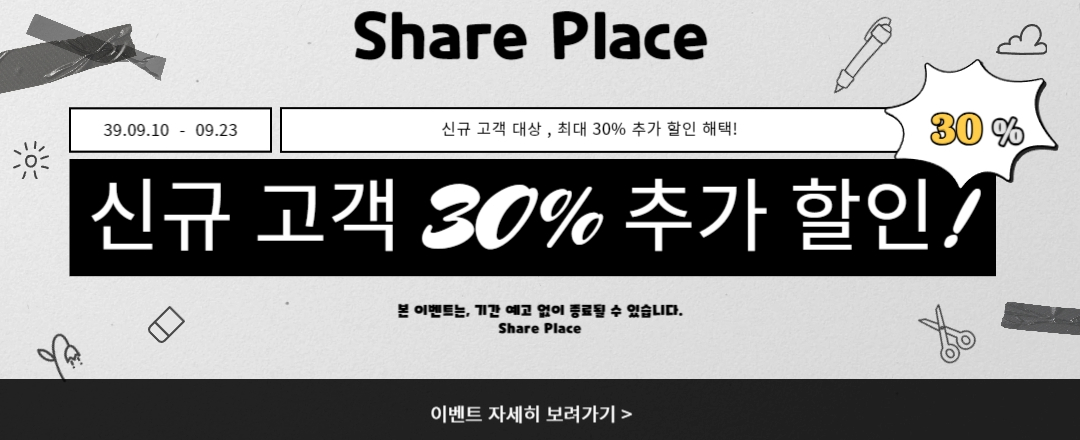 Share Place
39.09.10 - 09.23
신규 고객 대상 , 최대 30% 추가 할인 해택!
30 %
신규 고객 30% 추가 할인!
본 이벤트는, 기간 예고 없이 종료될 수 있습니다.
Share Place
이벤트 자세히 보려가기 >